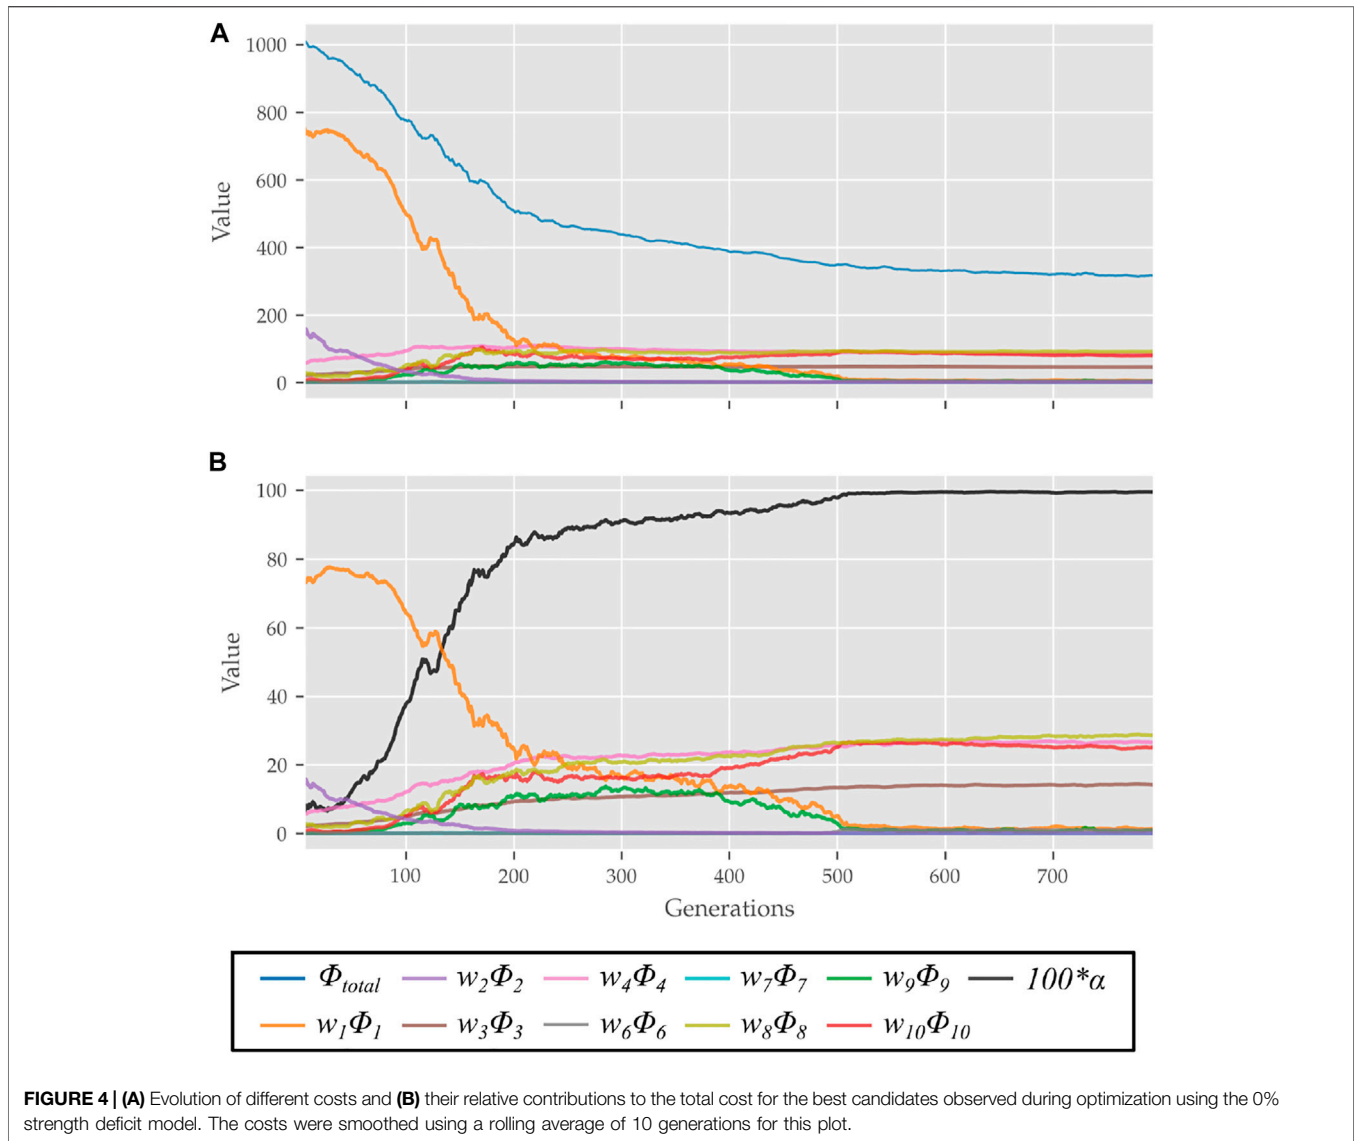 A
1000
800
600
400
200
0
Value
B
100
80
60
40
20
0
Value
100 200 300 400 500 600 700
Generations
Φtotal w2Φ2 w4Φ4 w7Φ7 w9Φ9 100*α
w1Φ1 w3Φ3 w6Φ6 w8Φ8 w10Φ10
FIGURE 4 | (A) Evolution of different costs and (B) their relative contributions to the total cost for the best candidates observed during optimization using the 0%
strength deficit model. The costs were smoothed using a rolling average of 10 generations for this plot.